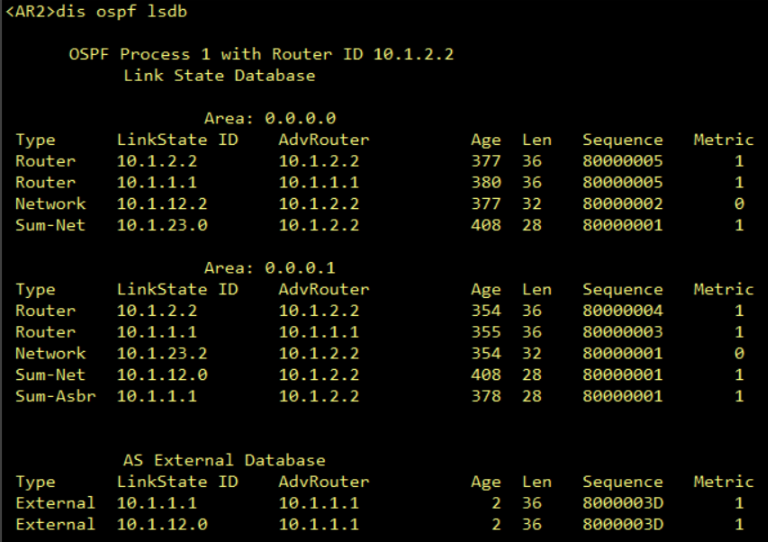 <AR2>dis ospf lsdb
OSPF Process 1 with Router ID 10.1.2.2
Link State Database
Area: 0.0.0.0
Type LinkState ID AdvRouter Age Len Sequence Metric
Router 10.1.2.2 10.1.2.2 377 36 80000005 1
Router 10.1.1.1 10.1.1.1 380 36 80000005 1
Network 10.1.12.2 10.1.2.2 377 32 80000002 0
Sum-Net 10.1.23.0 10.1.2.2 408 28 80000001 1
Area: 0.0.0.1
Type LinkState ID AdvRouter Age Len Sequence Metric
Router 10.1.2.2 10.1.2.2 354 36 80000004 1
Router 10.1.1.1 10.1.1.1 355 36 80000003 1
Network 10.1.23.2 10.1.2.2 354 32 80000001 0
Sum-Net 10.1.12.0 10.1.2.2 408 28 80000001 1
Sum-Asbr 10.1.1.1 10.1.2.2 378 28 80000001 1
AS External Database
Type LinkState ID AdvRouter Age Len Sequence Metric
External 10.1.1.1 10.1.1.1 2 36 8000003D 1
External 10.1.12.0 10.1.1.1 2 36 8000003D 1